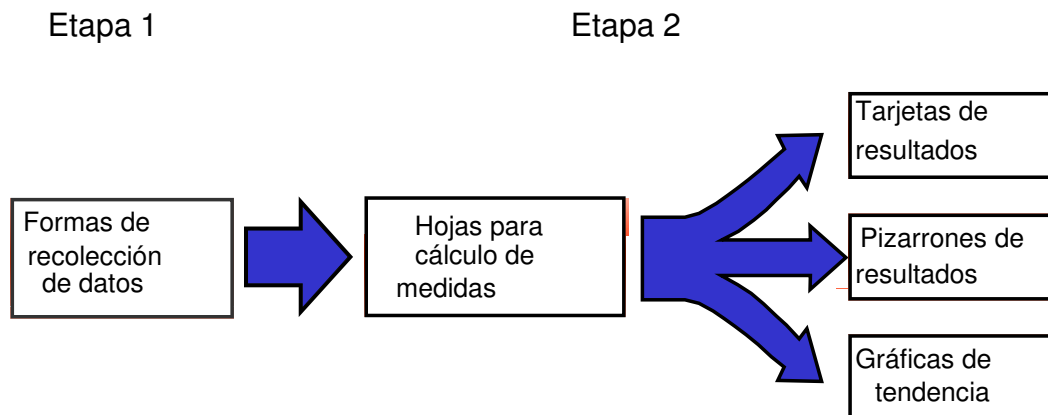 Etapa 1
Etapa 2
Formas de
recolección
de datos
Hojas para
cálculo de
medidas
Tarjetas de
resultados
Pizarrones de
resultados
Gráficas de
tendencia